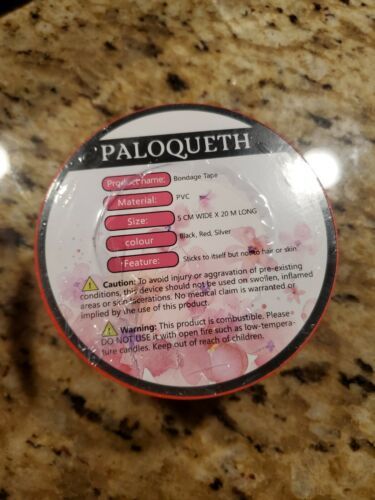 PALOQUETH
Product name: Bondage Tape
Material: PVC
Size: 5 CM WIDE X 20 M LONG
colour Black, Red, Silver
Feature: Sticks to itself but not to hair or skin
Caution: To avoid injury or aggravation of pre-existing
conditions, this device should not be used on swollen, inflamed
areas or skin lacerations. No medical claim is warranted or
implied by the use of this product.
Warning: This product is combustible. Please
DO NOT USE it with open fire such as low-tempera-
ture candles. Keep out of reach of children.